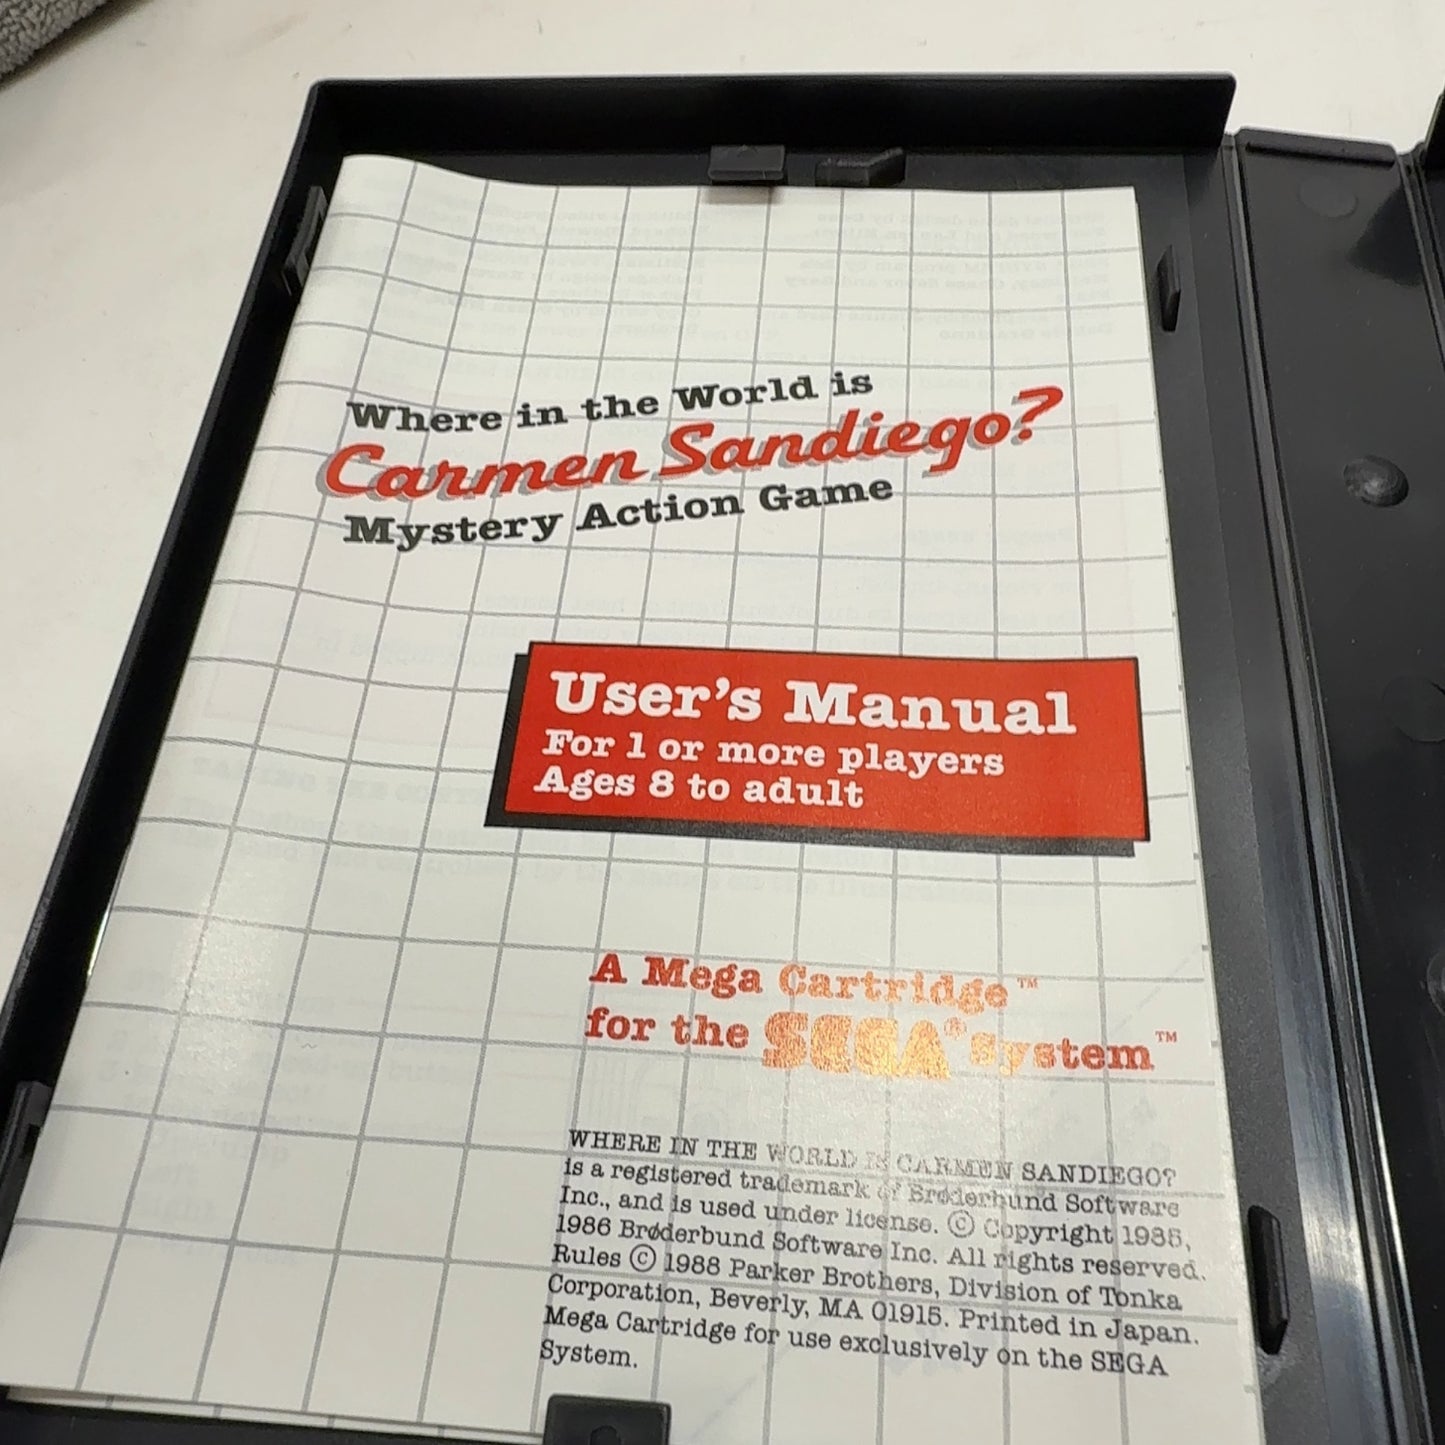 Where in the World is
Carmen Sandiego?
Mystery Action Game
User's Manual
For 1 or more players
Ages 8 to adult
A Mega Cartridge™
for the SEGA® System™
WHERE IN THE WORLD IS CARMEN SANDIEGO?
is a registered trademark of Brøderbund Software
Inc., and is used under license. © Copyright 1985,
1986 Brøderbund Software Inc. All rights reserved.
Rules © 1988 Parker Brothers, Division of Tonka
Corporation, Beverly, MA 01915. Printed in Japan.
Mega Cartridge for use exclusively on the SEGA
System.